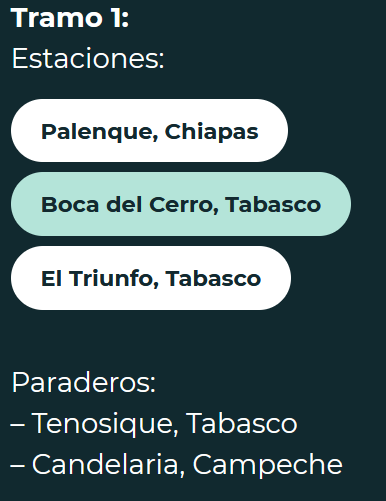 Tramo 1:
Estaciones:
Palenque, Chiapas
Boca del Cerro, Tabasco
El Triunfo, Tabasco
Paraderos:
– Tenosique, Tabasco
– Candelaria, Campeche